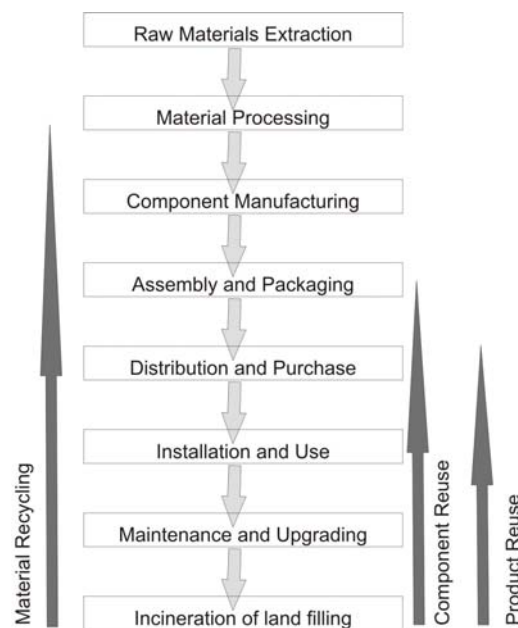 Raw Materials Extraction
Material Processing
Component Manufacturing
Assembly and Packaging
Distribution and Purchase
Installation and Use
Maintenance and Upgrading
Incineration of land filling
Material Recycling
Component Reuse
Product Reuse